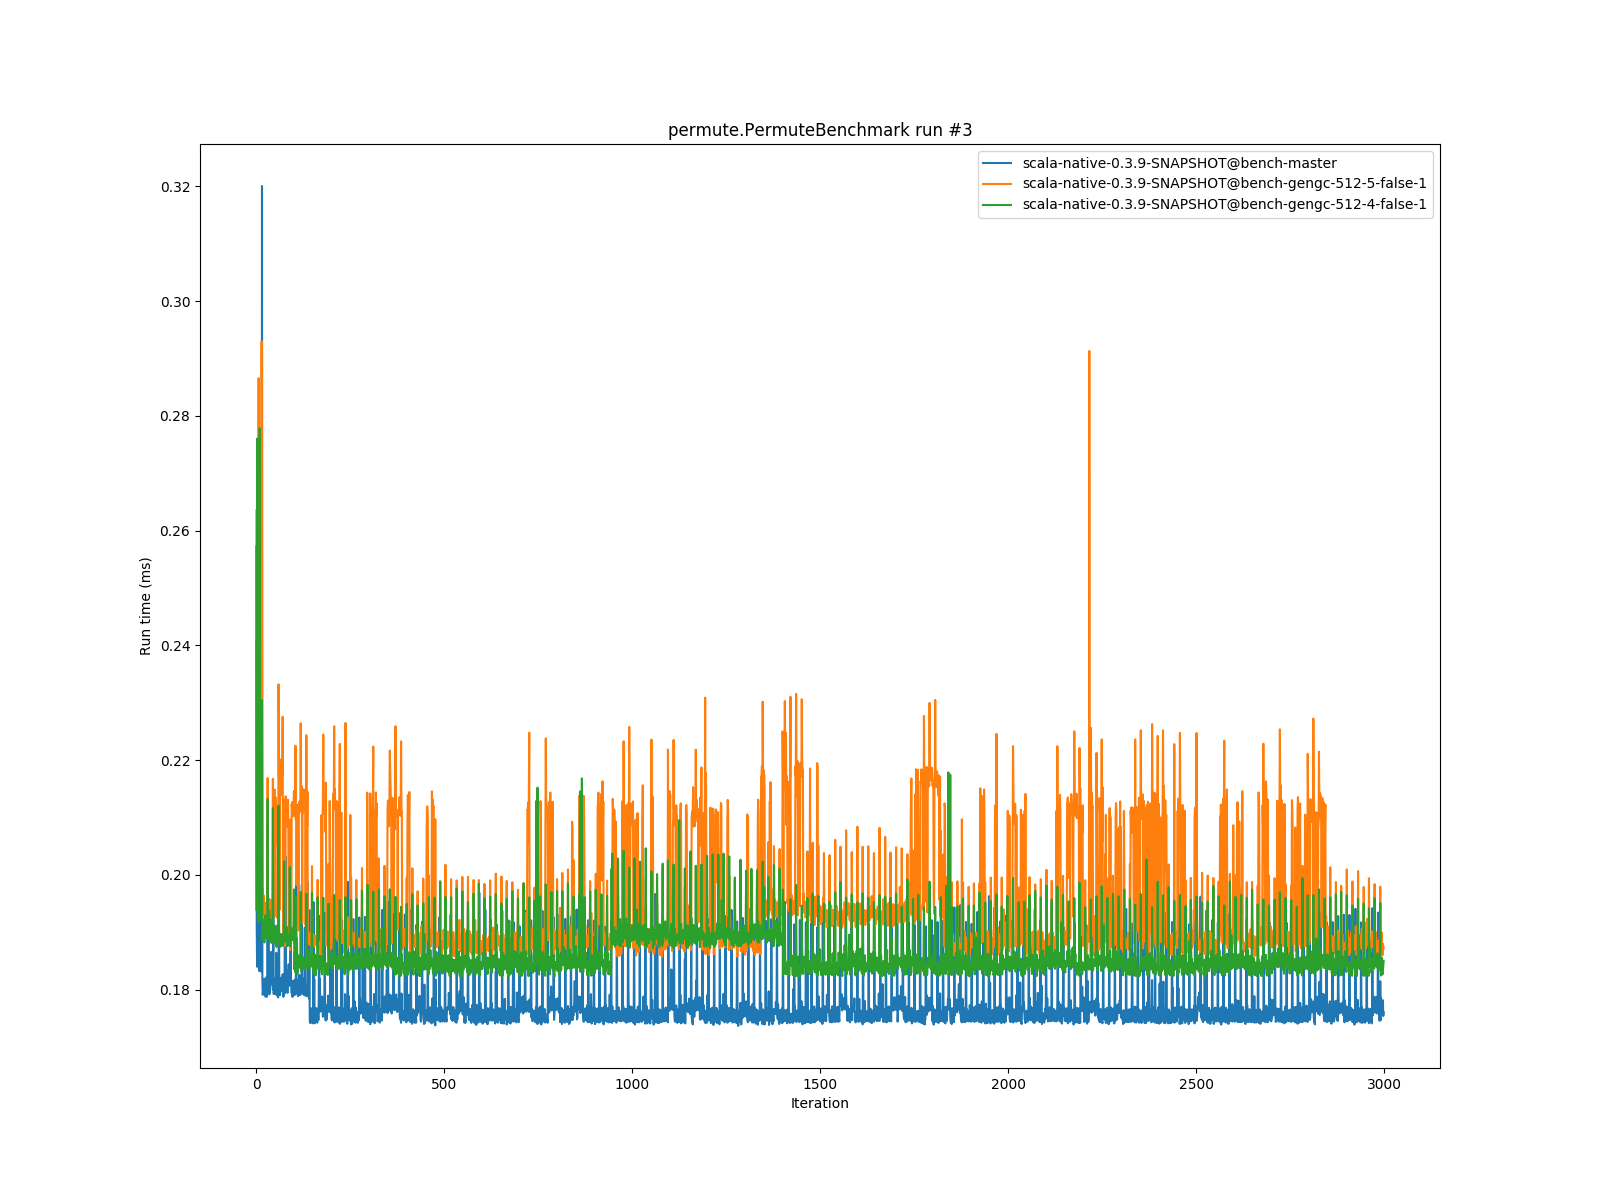 permute.PermuteBenchmark run #3
scala-native-0.3.9-SNAPSHOT@bench-master
scala-native-0.3.9-SNAPSHOT@bench-gengc-512-5-false-1
scala-native-0.3.9-SNAPSHOT@bench-gengc-512-4-false-1
Run time (ms)
0.32
0.30
0.28
0.26
0.24
0.22
0.20
0.18
0 500 1000 1500 2000 2500 3000
Iteration